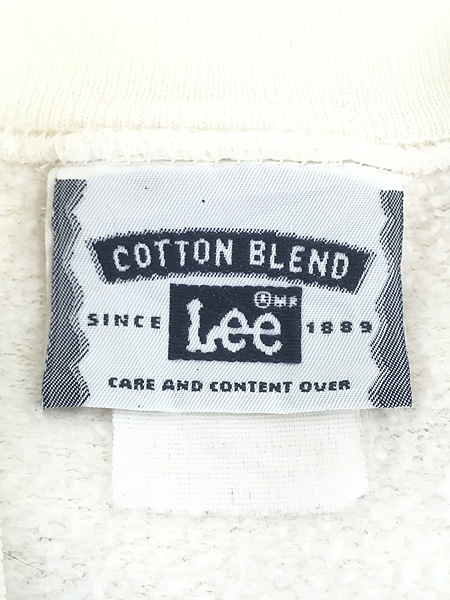 COTTON BLEND
® MR
SINCE Lee 1889
CARE AND CONTENT OVER